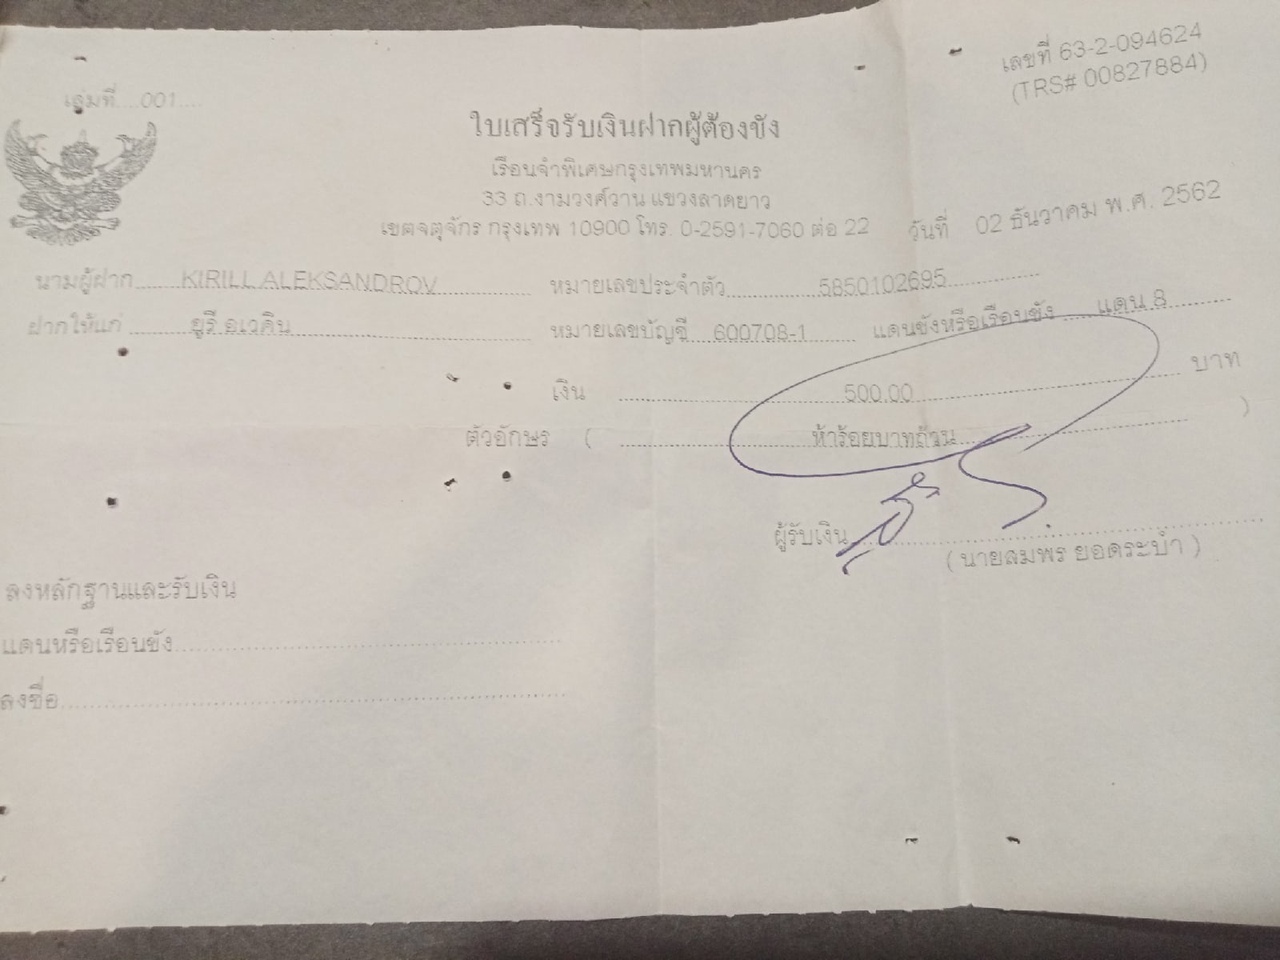 เลขที่ 63-2-094624
(TRS# 00827884)
เล่มที่....001....
ใบเสร็จรับเงินฝากผู้ต้องขัง
เรือนจำพิเศษกรุงเทพมหานคร
33 ถ.งามวงศ์วาน แขวงลาดยาว
เขตจตุจักร กรุงเทพ 10900 โทร. 0-2591-7060 ต่อ 22 วันที่ 02 ธันวาคม พ.ศ. 2562
นามผู้ฝาก KIRILL ALEKSANDROV หมายเลขประจำตัว 5850102695
ฝากให้แก่ ยูรี อเวคิน หมายเลขบัญชี 600708-1 แดนขังหรือเรือนขัง แดน 8
เงิน 500.00 บาท
ตัวอักษร ( ห้าร้อยบาทถ้วน )
ผู้รับเงิน
( นายสมพร ยอดระบำ )
ลงหลักฐานและรับเงิน
แดนหรือเรือนขัง
ลงชื่อ